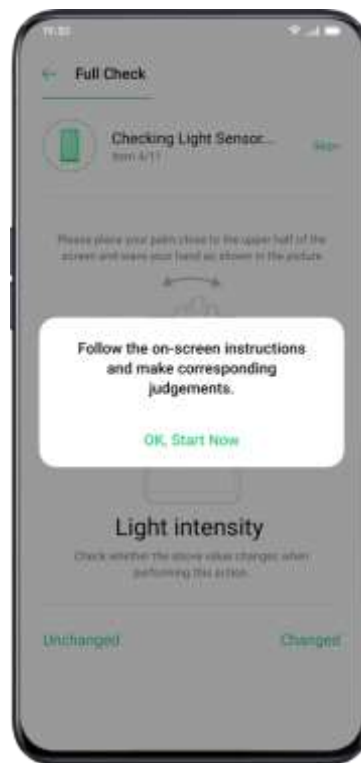 Full Check
Checking Light Sensor...
Item 4/11
Skip
Please place your palm close to the upper half of the
screen and wave your hand as shown in the picture
Follow the on-screen instructions
and make corresponding
judgements.
OK, Start Now
Light intensity
Check whether the above value changes when
performing this action.
Unchanged
Changed